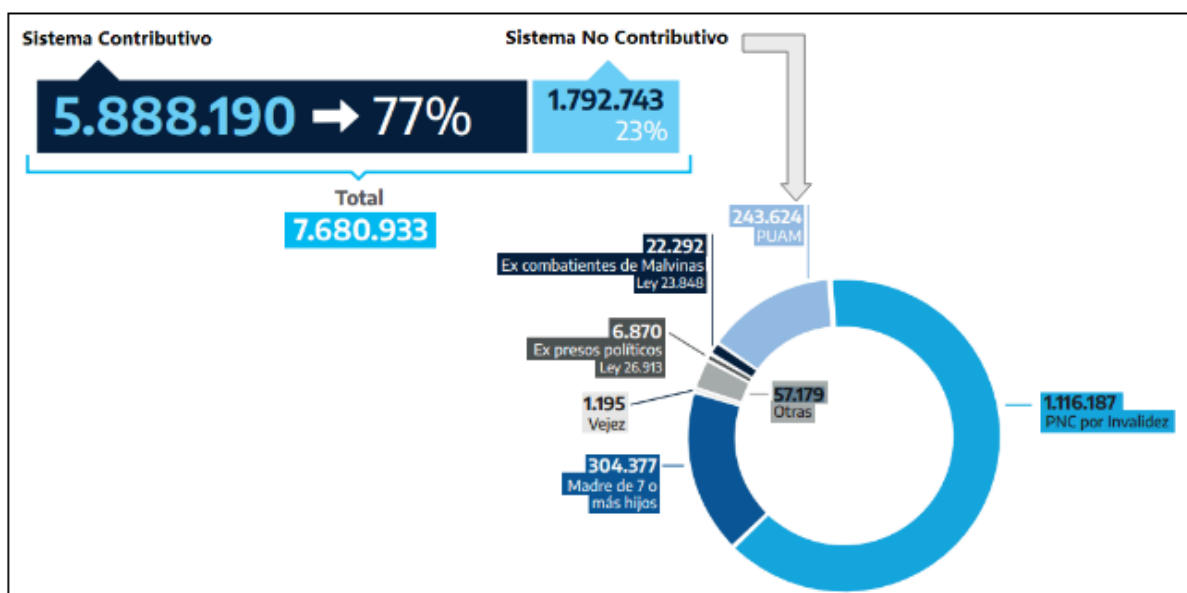 Sistema Contributivo
Sistema No Contributivo
5.888.190 → 77%
1.792.743
23%
Total
7.680.933
243.624
PUAM
22.292
Ex combatientes de Malvinas
Ley 23.848
6.870
Ex presos políticos
Ley 26.913
57.179
Otras
1.195
Vejez
1.116.187
PNC por Invalidez
304.377
Madre de 7 o
más hijos